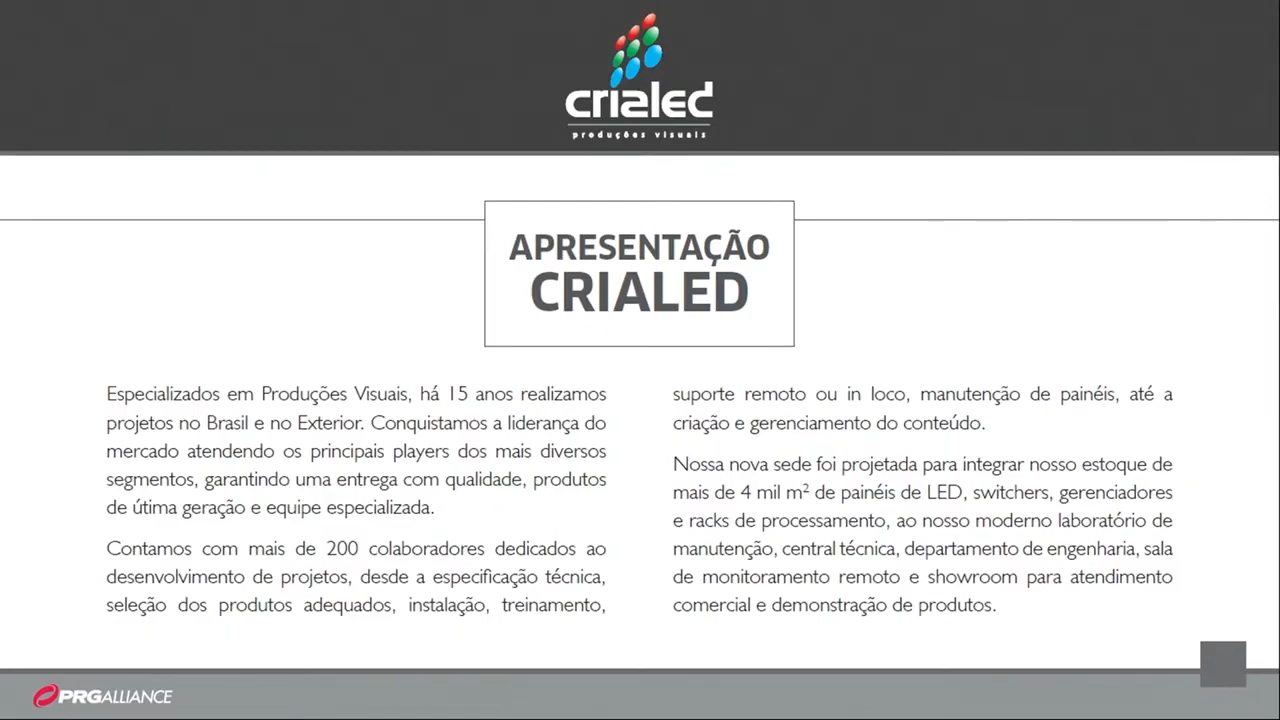 crialed
produções visuais
APRESENTAÇÃO
CRIALED
Especializados em Produções Visuais, há 15 anos realizamos
projetos no Brasil e no Exterior. Conquistamos a liderança do
mercado atendendo os principais players dos mais diversos
segmentos, garantindo uma entrega com qualidade, produtos
de útima geração e equipe especializada.
Contamos com mais de 200 colaboradores dedicados ao
desenvolvimento de projetos, desde a especificação técnica,
seleção dos produtos adequados, instalação, treinamento,
suporte remoto ou in loco, manutenção de painéis, até a
criação e gerenciamento do conteúdo.
Nossa nova sede foi projetada para integrar nosso estoque de
mais de 4 mil m² de painéis de LED, switchers, gerenciadores
e racks de processamento, ao nosso moderno laboratório de
manutenção, central técnica, departamento de engenharia, sala
de monitoramento remoto e showroom para atendimento
comercial e demonstração de produtos.
PRGALLIANCE